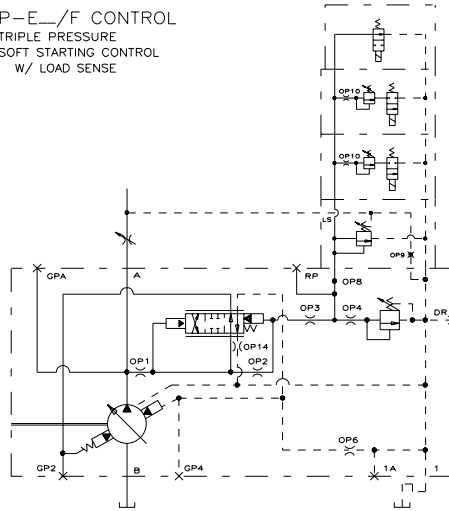 P-E__/F CONTROL
TRIPLE PRESSURE
SOFT STARTING CONTROL
W/ LOAD SENSE
OP10
OP10
LS
OP9
GPA
A
RP
OP8
OP3
OP4
DR
OP14
OP1
OP2
OP6
GP2
B
GP4
1A
1